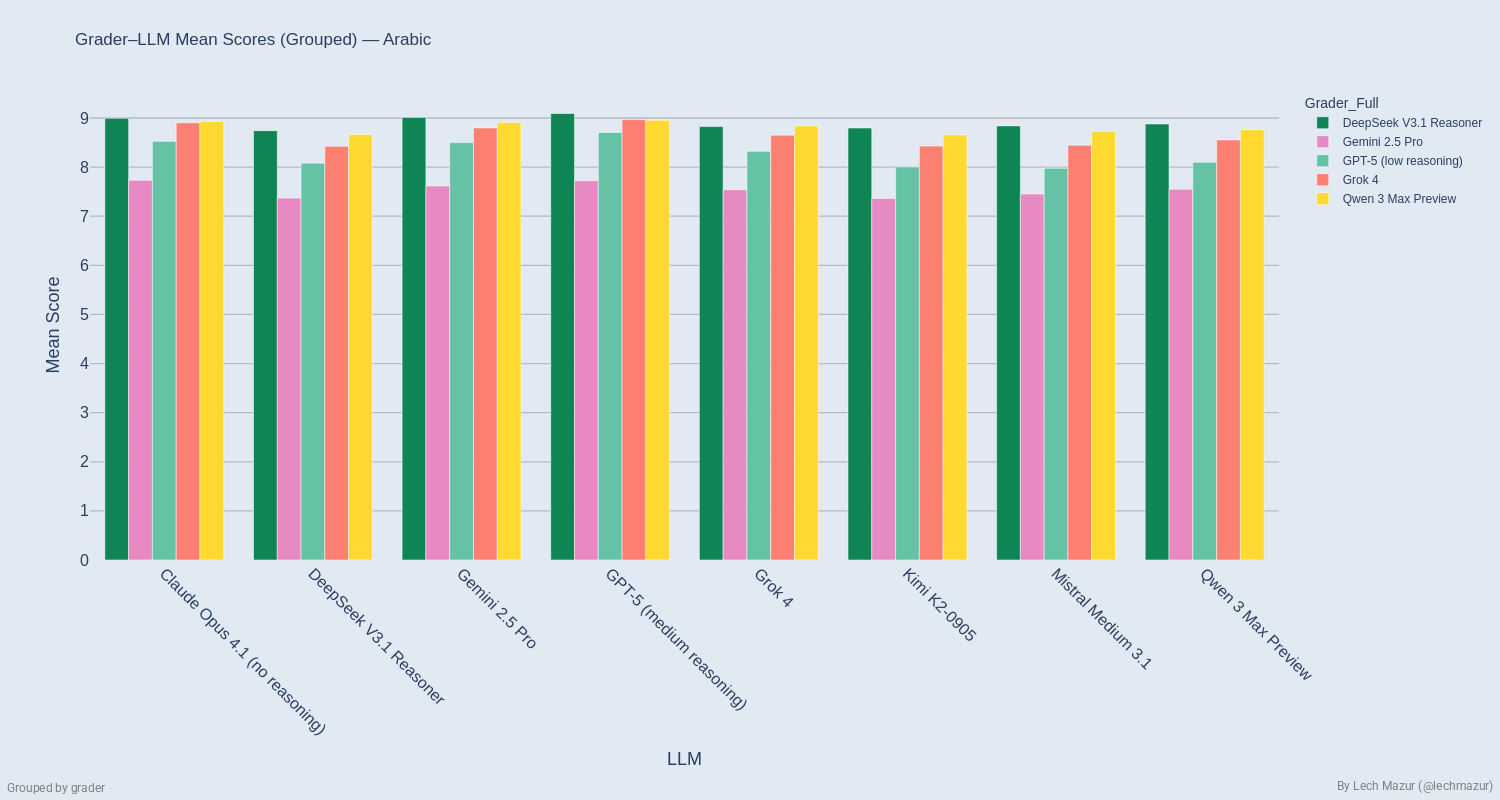 Grader–LLM Mean Scores (Grouped) — Arabic
Grader_Full
DeepSeek V3.1 Reasoner
Gemini 2.5 Pro
GPT-5 (low reasoning)
Grok 4
Qwen 3 Max Preview
Mean Score
9
8
7
6
5
4
3
2
1
0
Claude Opus 4.1 (no reasoning)
DeepSeek V3.1 Reasoner
Gemini 2.5 Pro
GPT-5 (medium reasoning)
Grok 4
Kimi K2-0905
Mistral Medium 3.1
Qwen 3 Max Preview
LLM
Grouped by grader
By Lech Mazur (@lechmazur)